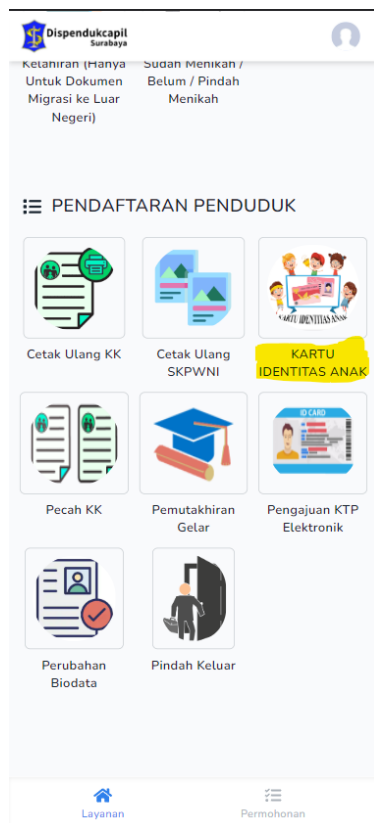 Dispendukcapil
Surabaya
Kelahiran (Hanya
Untuk Dokumen
Migrasi ke Luar
Negeri)
Sudah Menikah /
Belum / Pindah
Menikah
PENDAFTARAN PENDUDUK
KARTU IDENTITAS ANAK
ID CARD
Cetak Ulang KK
Cetak Ulang
SKPWNI
KARTU
IDENTITAS ANAK
Pecah KK
Pemutakhiran
Gelar
Pengajuan KTP
Elektronik
Perubahan
Biodata
Pindah Keluar
Layanan
Permohonan